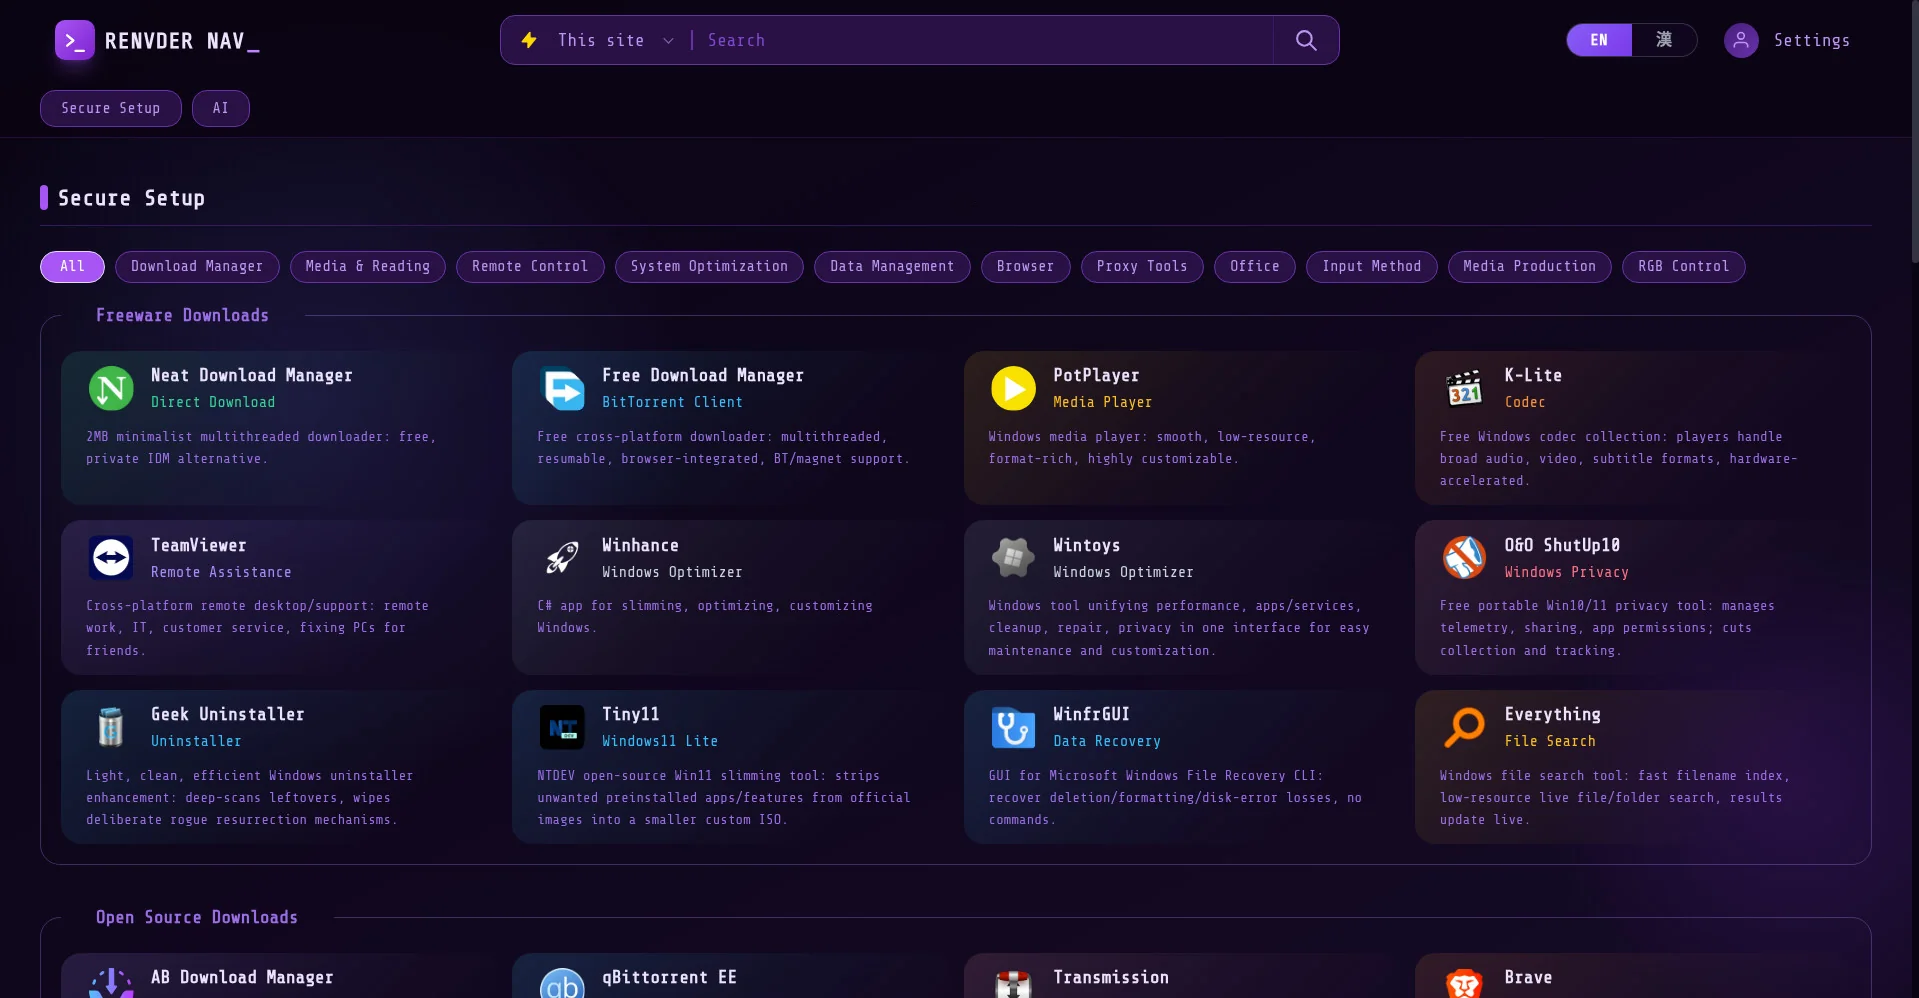 >_ RENVDER NAV_
This site
Search
EN
漢
Settings
Secure Setup
AI
Secure Setup
All
Download Manager
Media & Reading
Remote Control
System Optimization
Data Management
Browser
Proxy Tools
Office
Input Method
Media Production
RGB Control
Freeware Downloads
N
Neat Download Manager
Direct Download
2MB minimalist multithreaded downloader: free,
private IDM alternative.
Free Download Manager
BitTorrent Client
Free cross-platform downloader: multithreaded,
resumable, browser-integrated, BT/magnet support.
PotPlayer
Media Player
Windows media player: smooth, low-resource,
format-rich, highly customizable.
321
K-Lite
Codec
Free Windows codec collection: players handle
broad audio, video, subtitle formats, hardware-
accelerated.
TeamViewer
Remote Assistance
Cross-platform remote desktop/support: remote
work, IT, customer service, fixing PCs for
friends.
Winhance
Windows Optimizer
C# app for slimming, optimizing, customizing
Windows.
Wintoys
Windows Optimizer
Windows tool unifying performance, apps/services,
cleanup, repair, privacy in one interface for easy
maintenance and customization.
O&O ShutUp10
Windows Privacy
Free portable Win10/11 privacy tool: manages
telemetry, sharing, app permissions; cuts
collection and tracking.
Geek Uninstaller
Uninstaller
Light, clean, efficient Windows uninstaller
enhancement: deep-scans leftovers, wipes
deliberate rogue resurrection mechanisms.
NT
DEV
Tiny11
Windows11 Lite
NTDEV open-source Win11 slimming tool: strips
unwanted preinstalled apps/features from official
images into a smaller custom ISO.
WinfrGUI
Data Recovery
GUI for Microsoft Windows File Recovery CLI:
recover deletion/formatting/disk-error losses, no
commands.
Everything
File Search
Windows file search tool: fast filename index,
low-resource live file/folder search, results
update live.
Open Source Downloads
AB Download Manager
qb
qBittorrent EE
Transmission
Brave